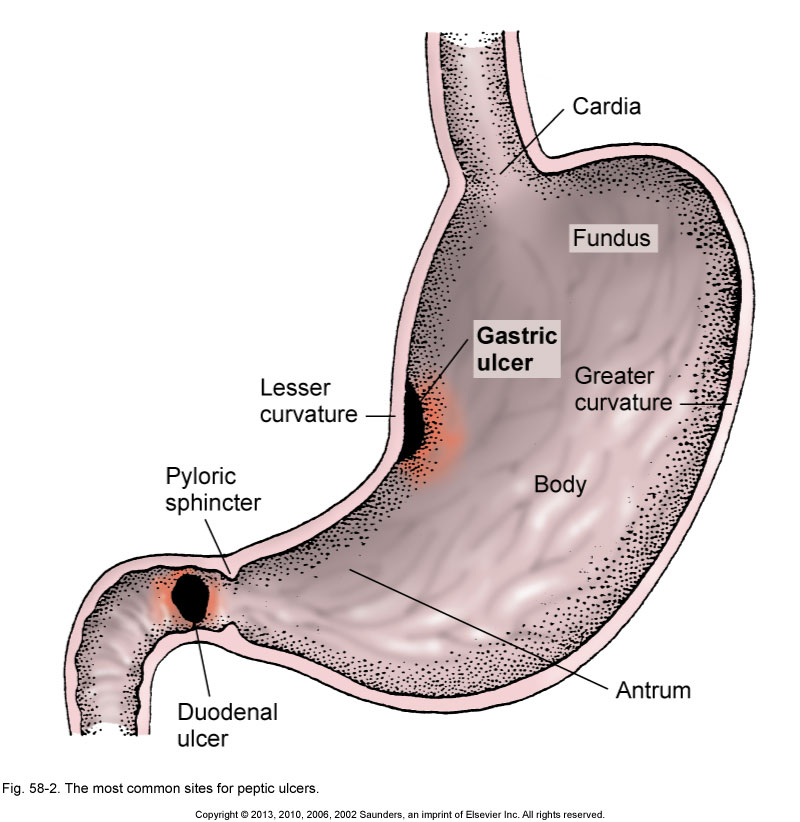 Cardia
Fundus
Gastric
ulcer
Greater
curvature
Lesser
curvature
Body
Pyloric
sphincter
Antrum
Duodenal
ulcer
Fig. 58-2. The most common sites for peptic ulcers.
Copyright © 2013, 2010, 2006, 2002 Saunders, an imprint of Elsevier Inc. All rights reserved.